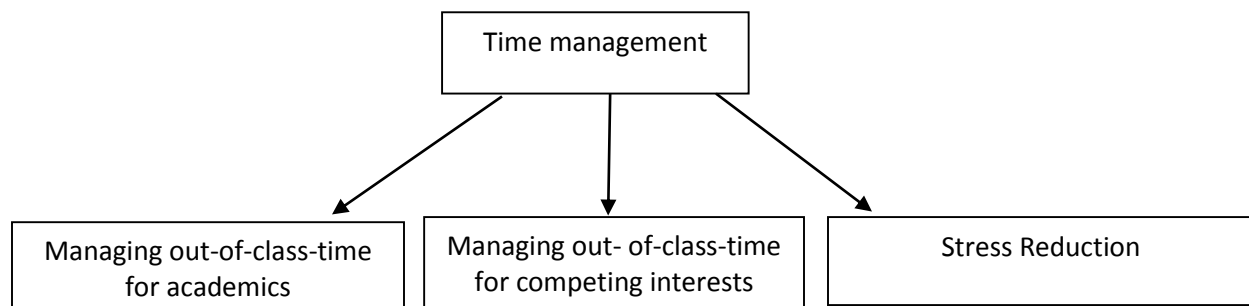 Time management
Managing out-of-class-time
for academics
Managing out- of-class-time
for competing interests
Stress Reduction